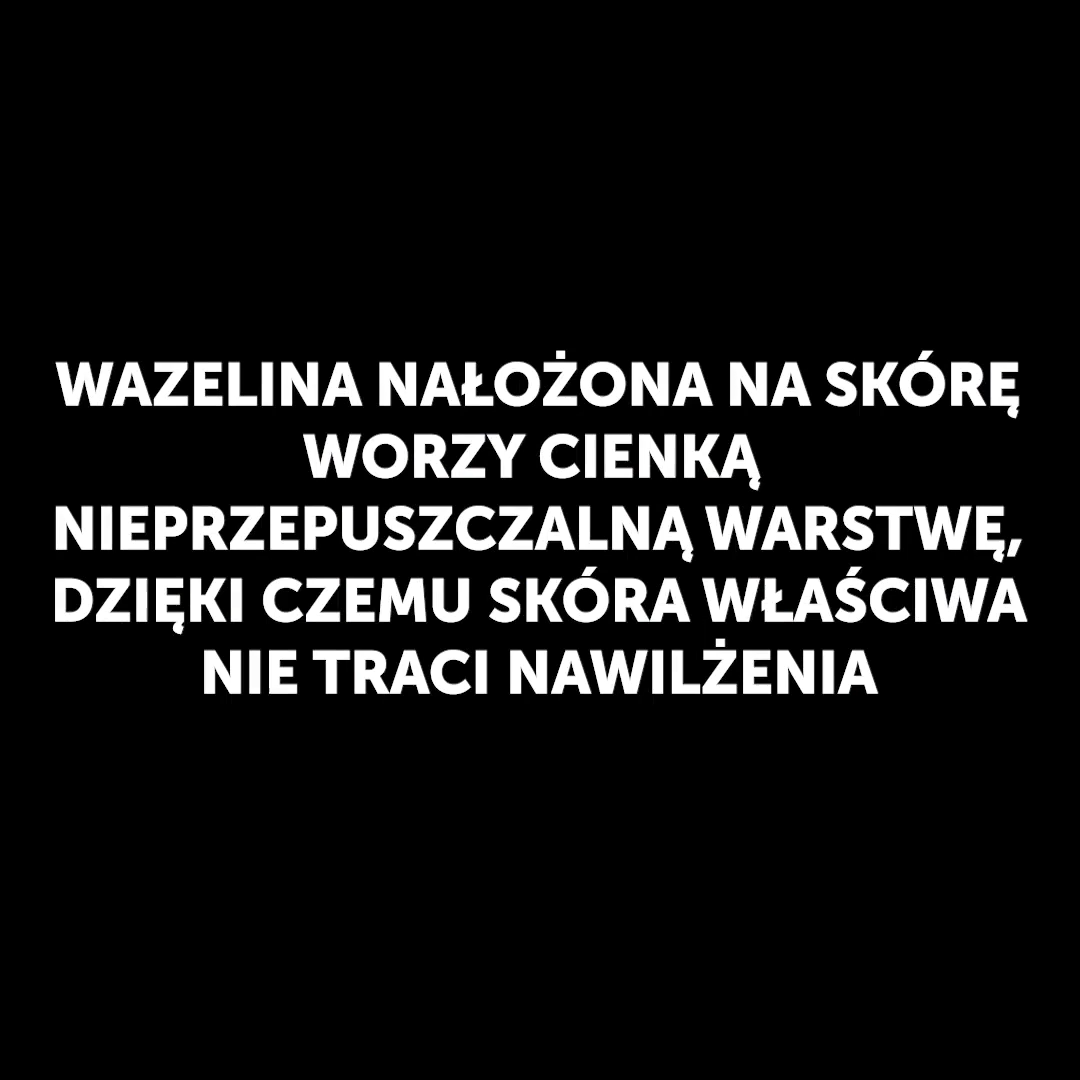 WAZELINA NAŁOŻONA NA SKÓRĘ
WORZY CIENKĄ
NIEPRZEPUSZCZALNĄ WARSTWĘ,
DZIĘKI CZEMU SKÓRA WŁAŚCIWA
NIE TRACI NAWILŻENIA